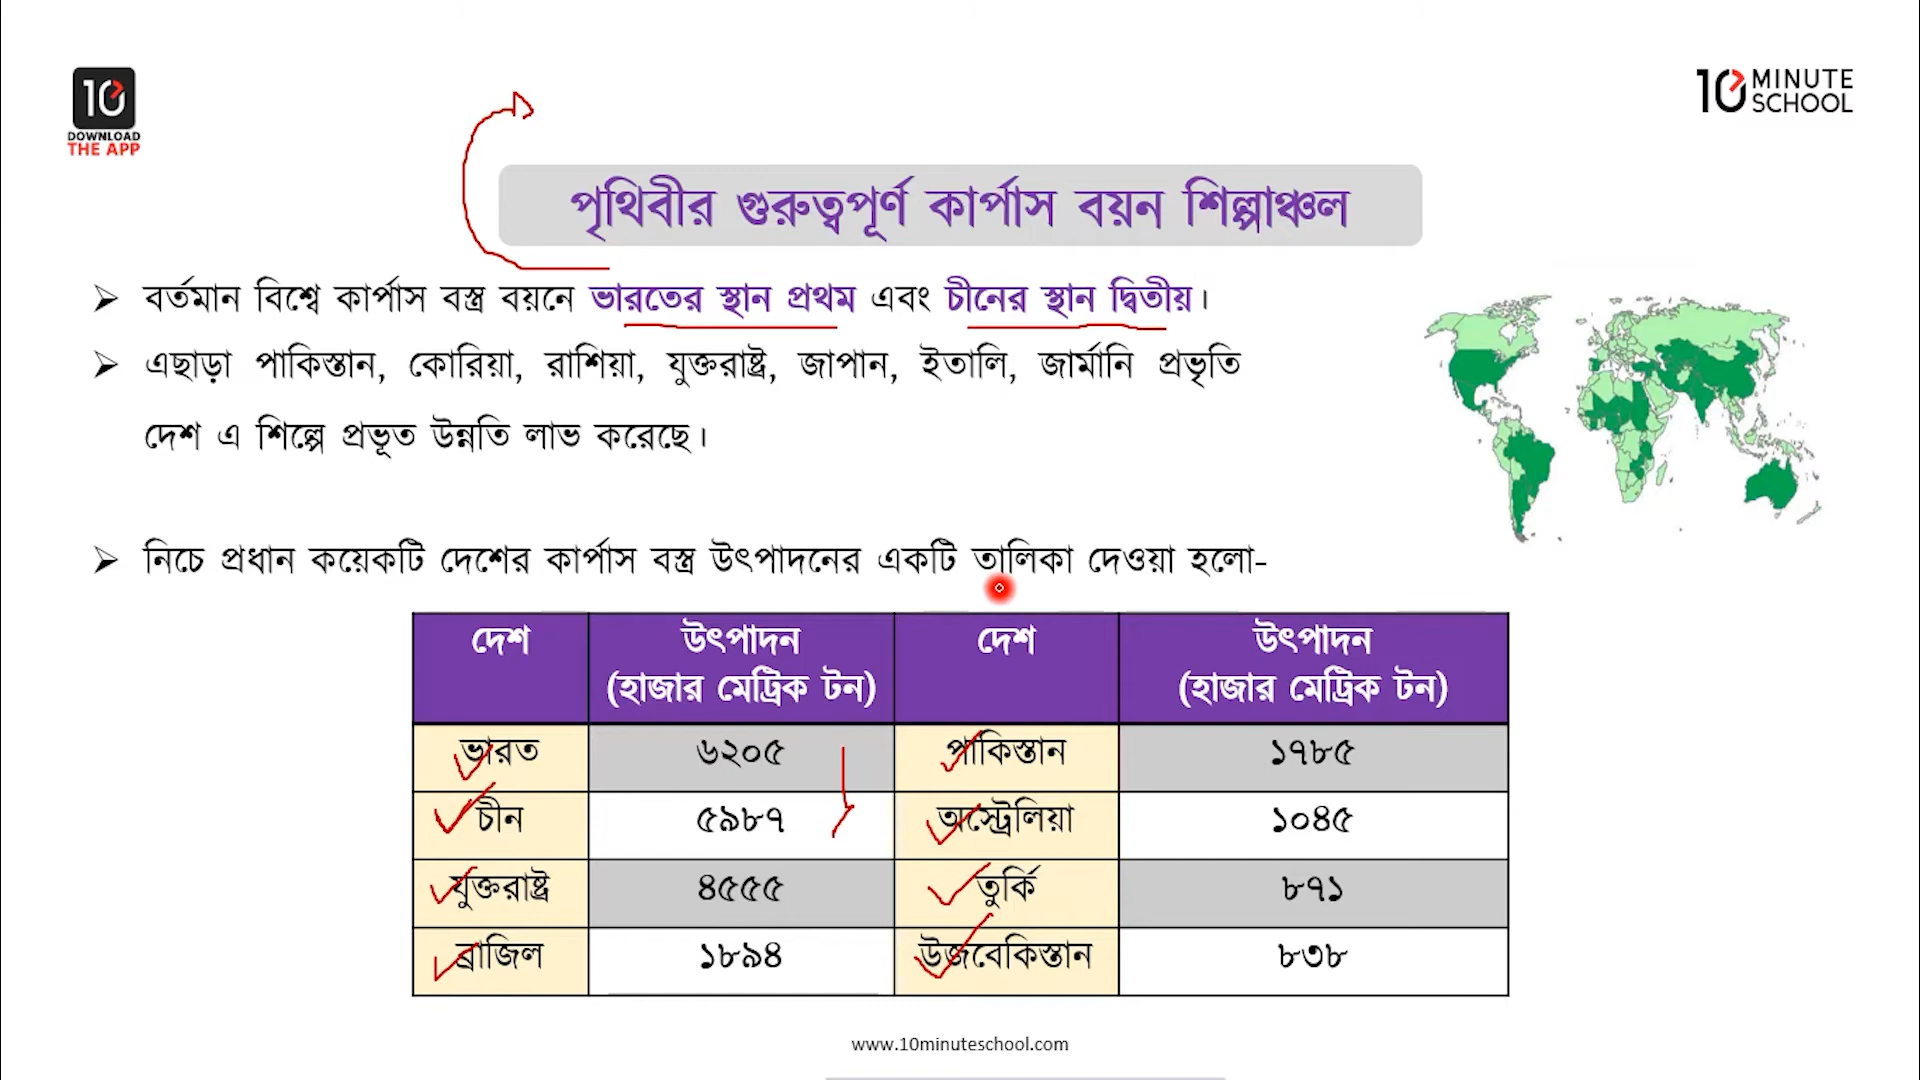 10
DOWNLOAD
THE APP
10 MINUTE
SCHOOL
পৃথিবীর গুরুত্বপূর্ণ কার্পাস বয়ন শিল্পাঞ্চল
বর্তমান বিশ্বে কার্পাস বস্ত্র বয়নে ভারতের স্থান প্রথম এবং চীনের স্থান দ্বিতীয়।
এছাড়া পাকিস্তান, কোরিয়া, রাশিয়া, যুক্তরাষ্ট্র, জাপান, ইতালি, জার্মানি প্রভৃতি
দেশ এ শিল্পে প্রভূত উন্নতি লাভ করেছে।
নিচে প্রধান কয়েকটি দেশের কার্পাস বস্ত্র উৎপাদনের একটি তালিকা দেওয়া হলো-
দেশ উৎপাদন দেশ উৎপাদন
(হাজার মেট্রিক টন) (হাজার মেট্রিক টন)
ভারত ৬২০৫ পাকিস্তান ১৭৮৫
চীন ৫৯৮৭ অস্ট্রেলিয়া ১০৪৫
যুক্তরাষ্ট্র ৪৫৫৫ তুর্কি ৮৭১
ব্রাজিল ১৮৯৪ উজবেকিস্তান ৮৩৮
www.10minuteschool.com